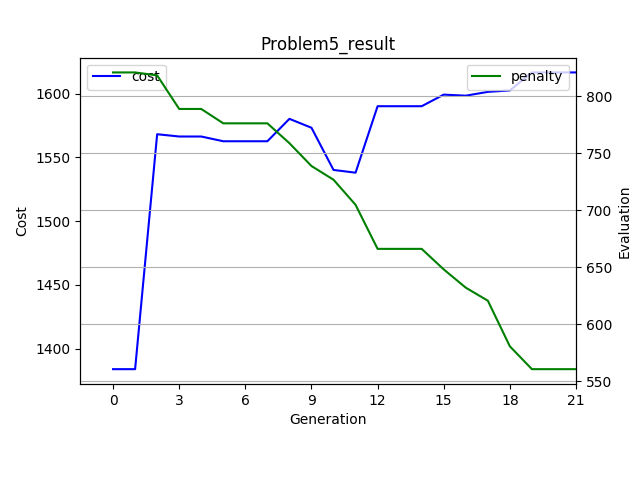 Problem5_result
cost
penalty
1600
1550
1500
1450
1400
Cost
800
750
700
650
600
550
Evaluation
0 3 6 9 12 15 18 21
Generation